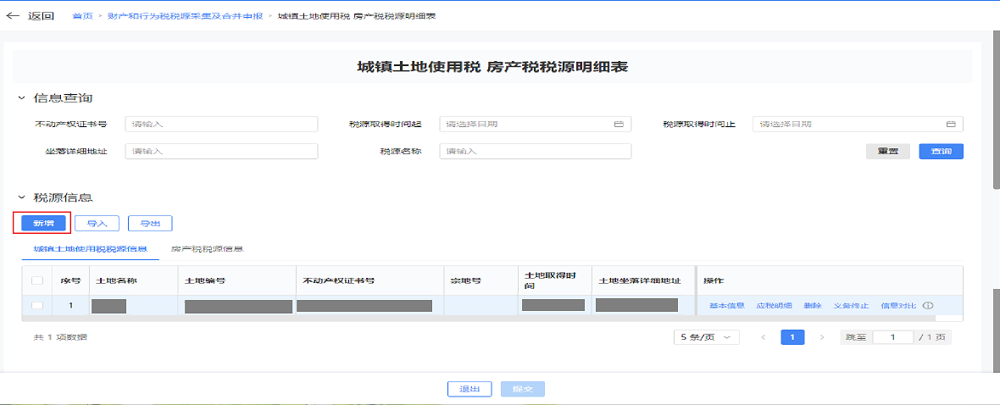 返回 首页 > 财产和行为税税源采集及合并申报 > 城镇土地使用税 房产税税源明细表
城镇土地使用税 房产税税源明细表
信息查询
不动产权证书号 请输入 税源取得时间起 请选择日期 税源取得时间止 请选择日期
坐落详细地址 请输入 税源名称 请输入 重置 查询
税源信息
新增 导入 导出
城镇土地使用税税源信息 房产税税源信息
序号 土地名称 土地编号 不动产权证书号 宗地号 土地取得时间 土地坐落详细地址 操作
1 基本信息 应税明细 删除 义务终止 信息对比
共 1 项数据 5 条/页 < 1 > 跳至 1 / 1 页
退出 提交